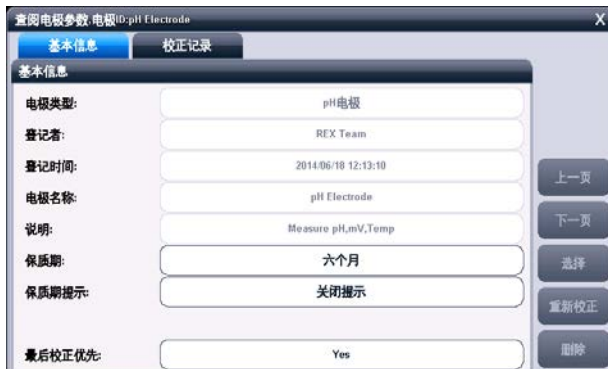 查阅电极参数.电极ID:pH Electrode X
基本信息 校正记录
基本信息
电极类型: pH电极
登记者: REX Team
登记时间: 2014/06/18 12:13:10
电极名称: pH Electrode
说明: Measure pH,mV,Temp
保质期: 六个月
保质期提示: 关闭提示
最后校正优先: Yes
上一页
下一页
选择
重新校正
删除